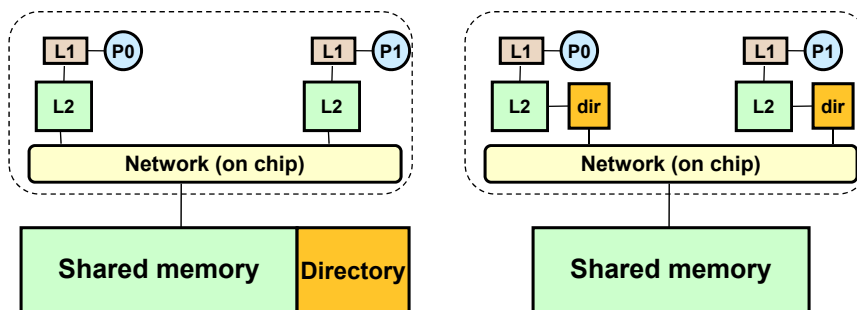 L1
P0
L1
P1
L2
L2
Network (on chip)
Shared memory
Directory
L1
P0
L1
P1
L2
dir
L2
dir
Network (on chip)
Shared memory